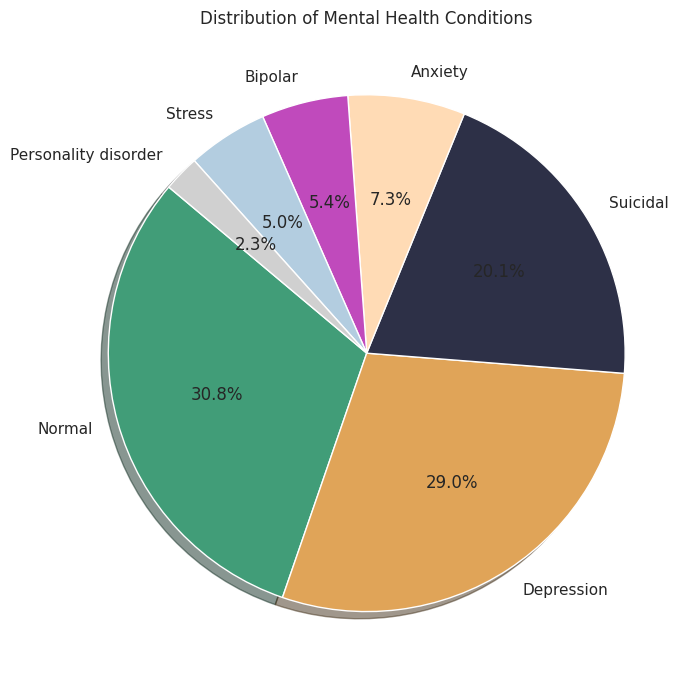 Distribution of Mental Health Conditions
Anxiety
Bipolar
Stress
Personality disorder
Suicidal
7.3%
5.4%
5.0%
2.3%
20.1%
30.8%
Normal
29.0%
Depression